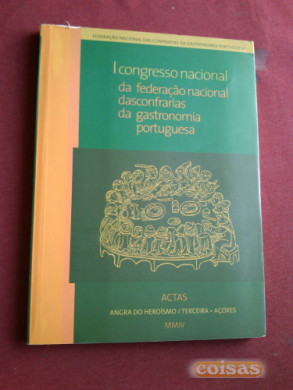 FEDERAÇÃO NACIONAL DAS CONFRARIAS DA GASTRONOMIA PORTUGUESA
I congresso nacional
da federação nacional
dasconfrarias
da gastronomia
portuguesa
ACTAS
ANGRA DO HEROÍSMO / TERCEIRA - AÇORES
MMIV
coisas